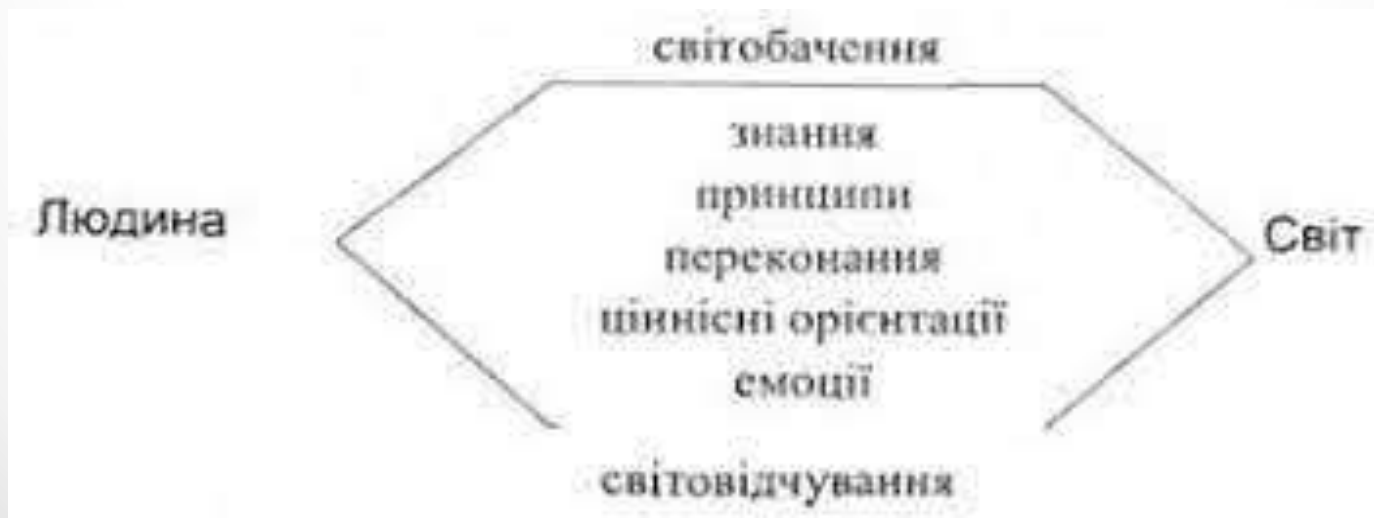 світобачення
знання
принципи
Людина
переконання
Світ
ціннісні орієнтації
емоції
світовідчування